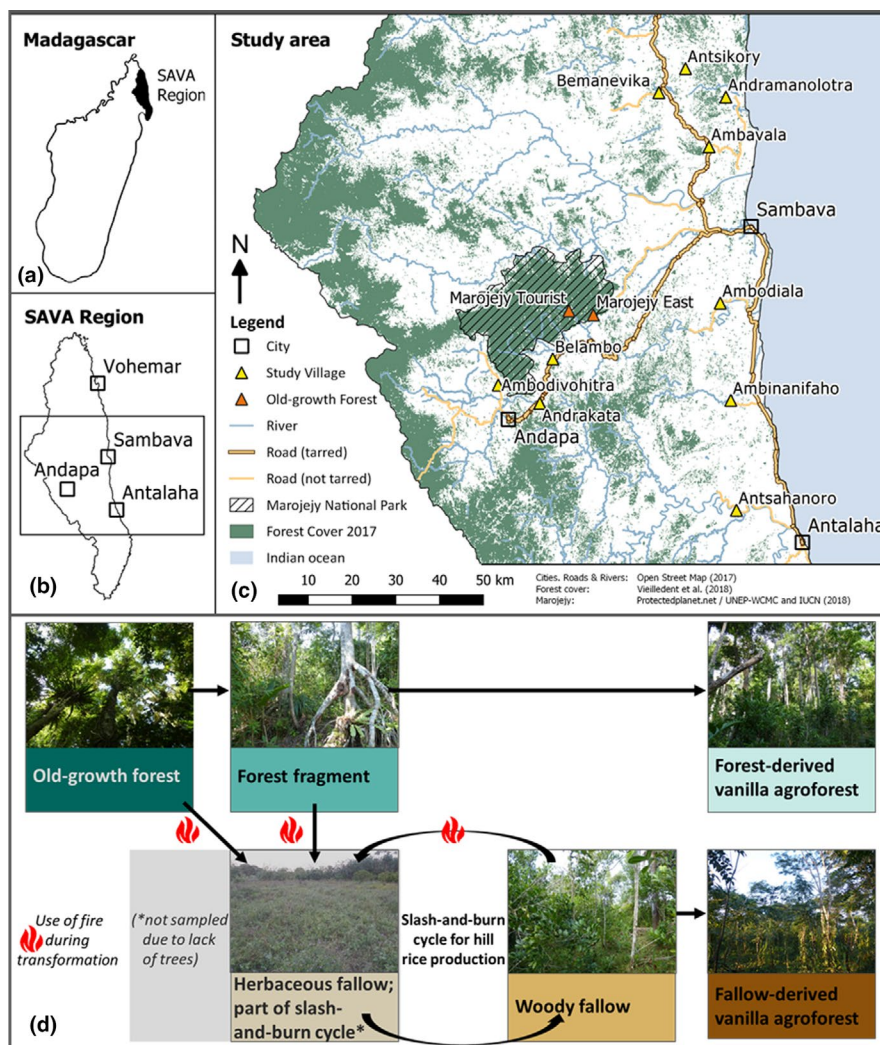 Madagascar
SAVA
Region
(a)
SAVA Region
Vohemar
Sambava
Andapa
Antalaha
(b)
Study area
Antsikory
Bemanevika
Andramanolotra
Ambavala
Sambava
N
Marojejy Tourist
Marojejy East
Ambodiala
Belambo
Ambodivohitra
Ambinanifaho
Andrakata
Andapa
Antsahanoro
Antalaha
Legend
City
Study Village
Old-growth Forest
River
Road (tarred)
Road (not tarred)
Marojejy National Park
Forest Cover 2017
Indian ocean
(c)
10 20 30 40 50 km
Cities. Roads & Rivers: Open Street Map (2017)
Forest cover: Vieilledent et al. (2018)
Marojejy: Protectedplanet.net / UNEP-WCMC and IUCN (2018)
Old-growth forest
Forest fragment
Forest-derived
vanilla agroforest
Use of fire
during
transformation
(*not sampled
due to lack
of trees)
Slash-and-burn
cycle for hill
rice production
Herbaceous fallow;
part of slash-
and-burn cycle*
Woody fallow
Fallow-derived
vanilla agroforest
(d)